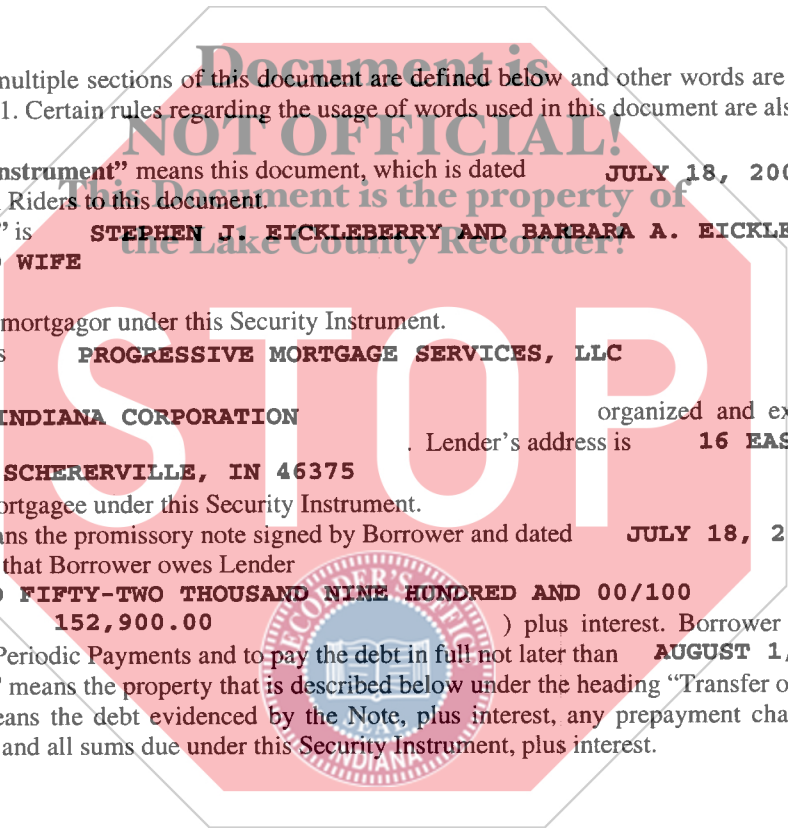 Document is
multiple sections of this document are defined below and other words are
1. Certain rules regarding the usage of words used in this document are also
NOT OFFICIAL!
Instrument” means this document, which is dated JULY 18, 200
Riders to this document.
This Document is the property of
” is STEPHEN J. EICKLEBERRY AND BARBARA A. EICKLE
the Lake County Recorder!
WIFE
mortgagor under this Security Instrument.
s PROGRESSIVE MORTGAGE SERVICES, LLC
STOP
INDIANA CORPORATION organized and ex
. Lender’s address is 16 EAS
SCHERERVILLE, IN 46375
ortgagee under this Security Instrument.
ans the promissory note signed by Borrower and dated JULY 18, 2
that Borrower owes Lender
FIFTY-TWO THOUSAND NINE HUNDRED AND 00/100
152,900.00 ) plus interest. Borrower
Periodic Payments and to pay the debt in full not later than AUGUST 1,
” means the property that is described below under the heading “Transfer o
eans the debt evidenced by the Note, plus interest, any prepayment cha
and all sums due under this Security Instrument, plus interest.
RECORDER'S OFFICE
SEAL
INDIANA